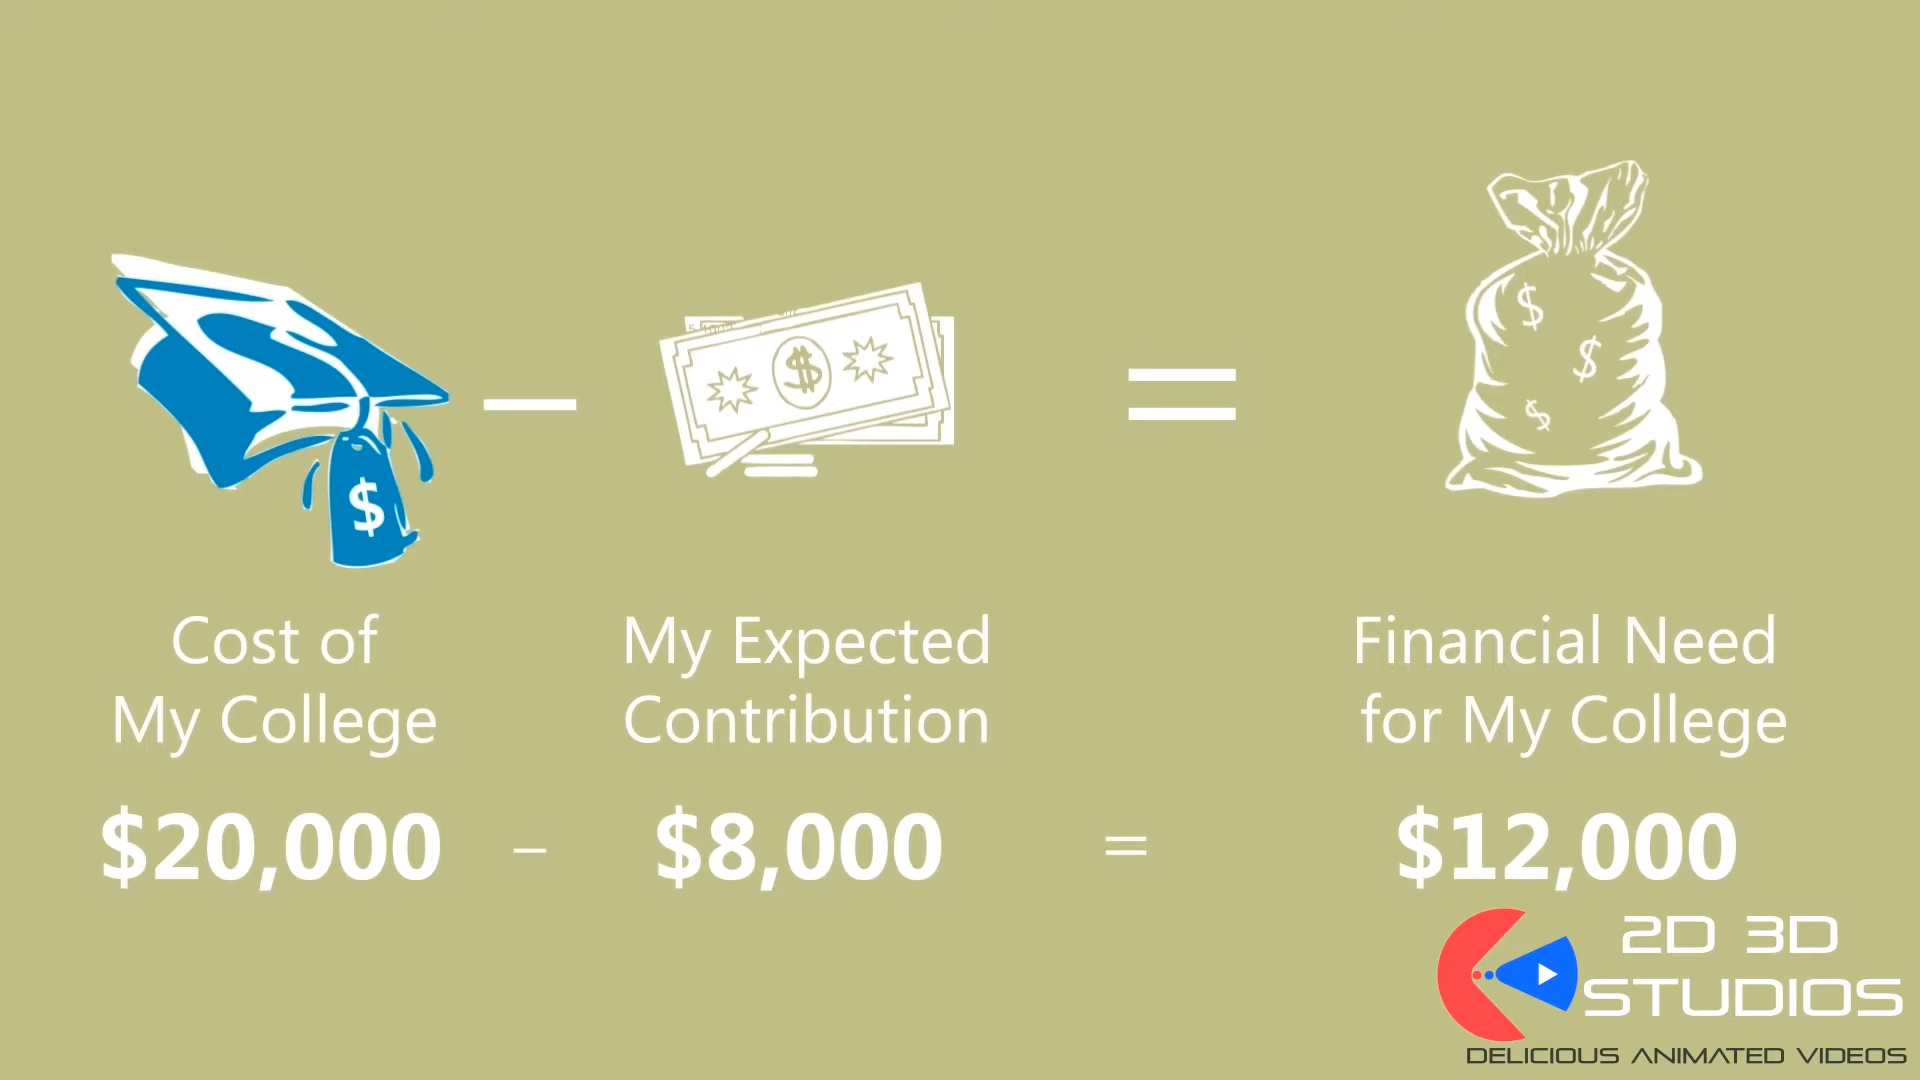 $
$
$
$
$
Cost of
My College
My Expected
Contribution
Financial Need
for My College
$20,000 – $8,000 = $12,000
2D 3D
STUDIOS
DELICIOUS ANIMATED VIDEOS